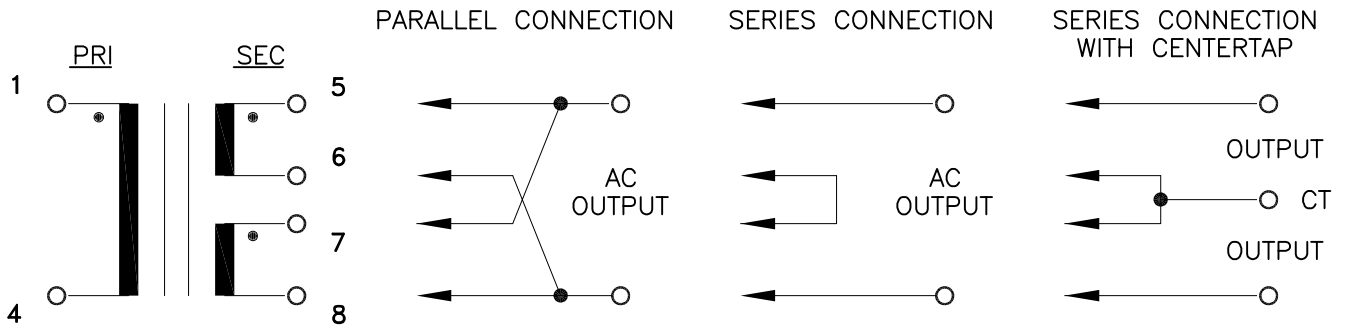 PARALLEL CONNECTION
SERIES CONNECTION
SERIES CONNECTION
WITH CENTERTAP
PRI
SEC
1
5
6
7
4
8
AC
OUTPUT
AC
OUTPUT
OUTPUT
CT
OUTPUT